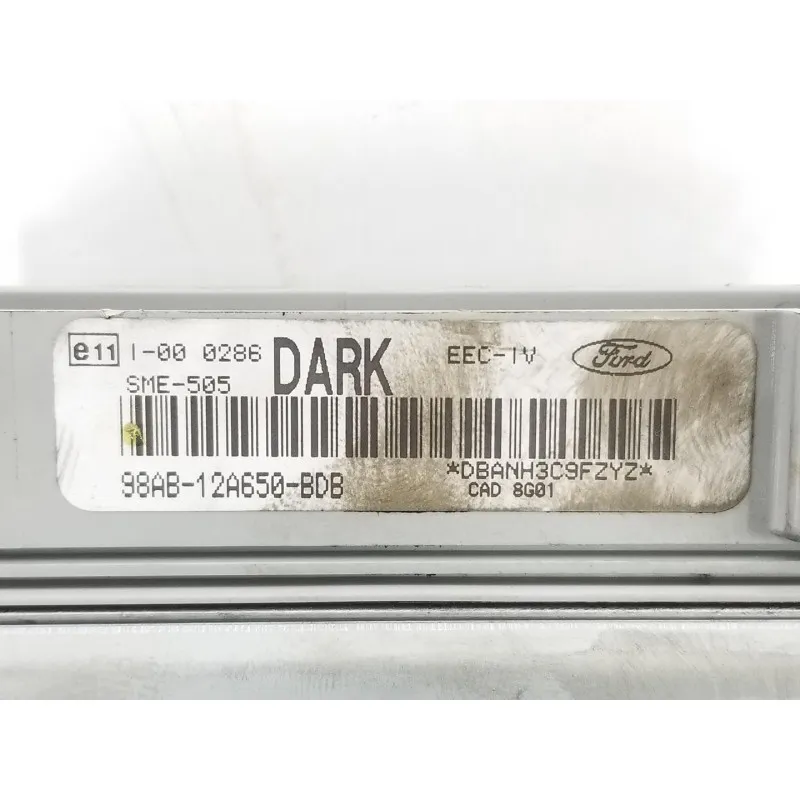 e11 I-00 0286 DARK EEC-IV Ford
SME-505
98AB-12A650-BDB *DBANH3C9FZYZ*
CAD 8G01